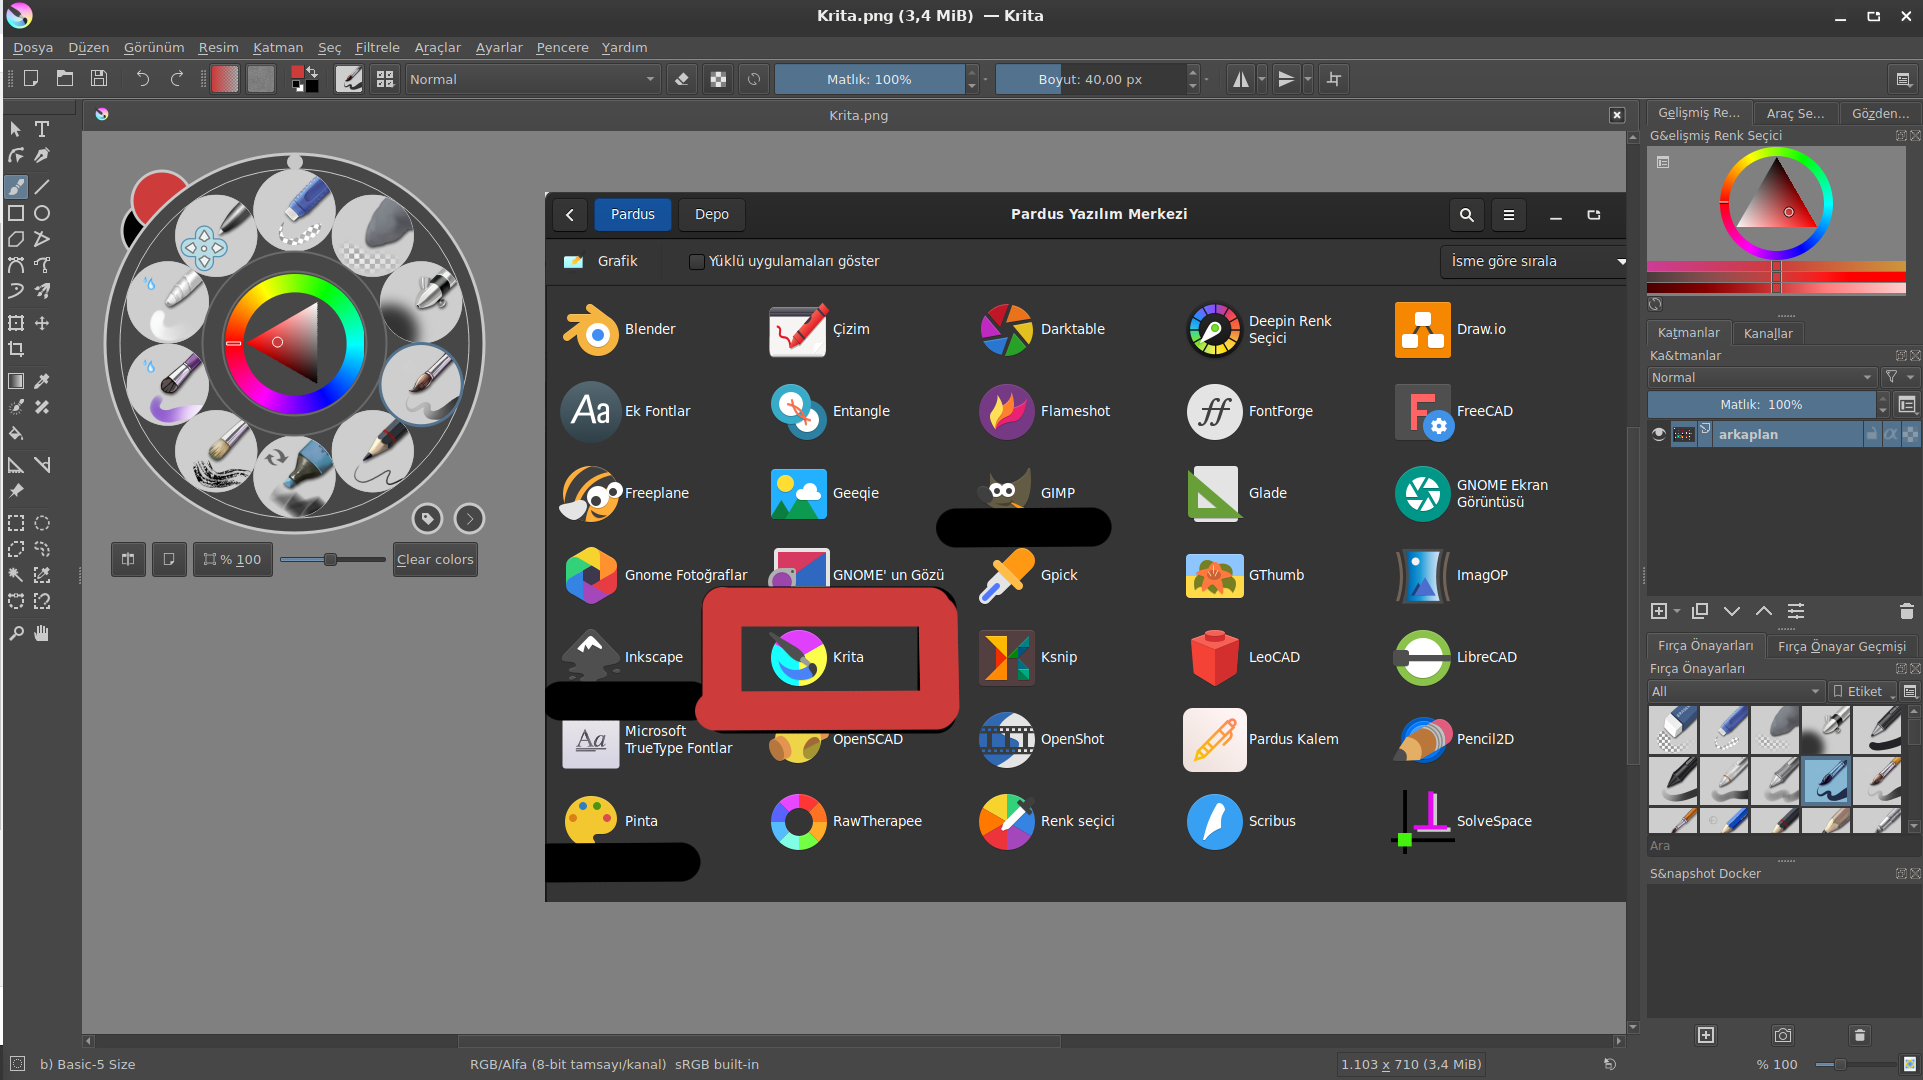 Krita.png (3,4 MiB)  — Krita
Dosya Düzen Görünüm Resim Katman Seç Filtrele Araçlar Ayarlar Pencere Yardım
Normal Matlık: 100% Boyut: 40,00 px
Krita.png
Gelişmiş Re... Araç Se... Gözden...
G&elişmiş Renk Seçici
Pardus Depo Pardus Yazılım Merkezi
Grafik Yüklü uygulamaları göster İsme göre sırala
Blender Çizim Darktable Deepin Renk Seçici Draw.io
Ek Fontlar Entangle Flameshot FontForge FreeCAD
Freeplane Geeqie GIMP Glade GNOME Ekran Görüntüsü
Gnome Fotoğraflar GNOME' un Gözü Gpick GThumb ImagOP
Inkscape Krita Ksnip LeoCAD LibreCAD
Microsoft TrueType Fontlar OpenSCAD OpenShot Pardus Kalem Pencil2D
Pinta RawTherapee Renk seçici Scribus SolveSpace
% 100 Clear colors
Katmanlar Kanallar
Ka&tmanlar
Normal
Matlık:  100%
arkaplan
Fırça Önayarları Fırça Önayar Geçmişi
Fırça Önayarları
All Etiket
Ara
S&napshot Docker
b) Basic-5 Size RGB/Alfa (8-bit tamsayı/kanal)  sRGB built-in 1.103 x 710 (3,4 MiB) % 100